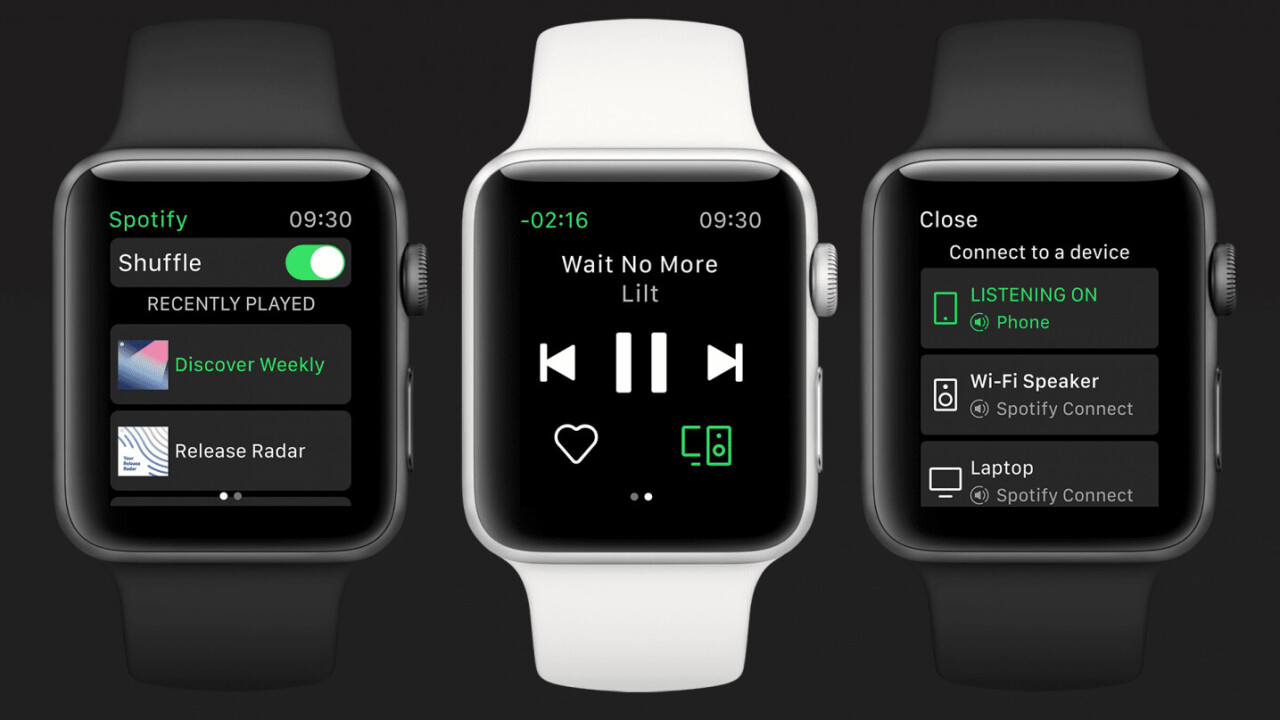 Spotify 09:30
Shuffle
RECENTLY PLAYED
Discover Weekly
Your
Release
Radar
Release Radar
-02:16 09:30
Wait No More
Lilt
Close
Connect to a device
LISTENING ON
Phone
Wi-Fi Speaker
Spotify Connect
Laptop
Spotify Connect